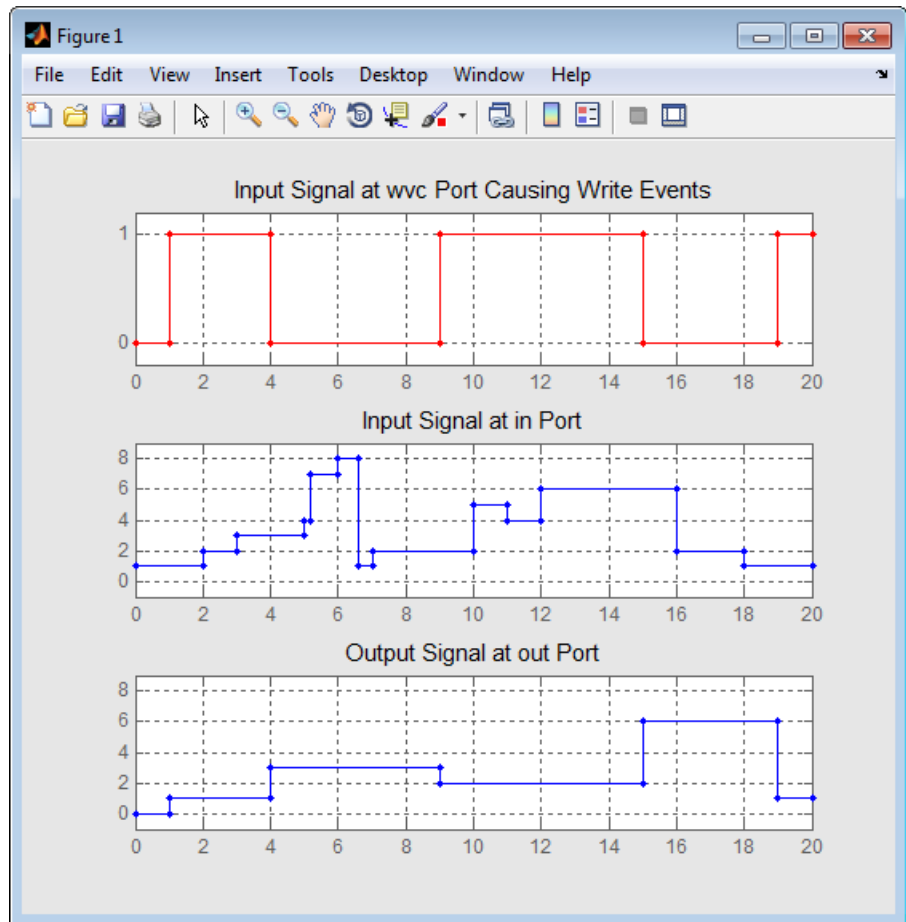 Figure 1
File Edit View Insert Tools Desktop Window Help
Input Signal at wvc Port Causing Write Events
1
0
0 2 4 6 8 10 12 14 16 18 20
Input Signal at in Port
8
6
4
2
0
0 2 4 6 8 10 12 14 16 18 20
Output Signal at out Port
8
6
4
2
0
0 2 4 6 8 10 12 14 16 18 20